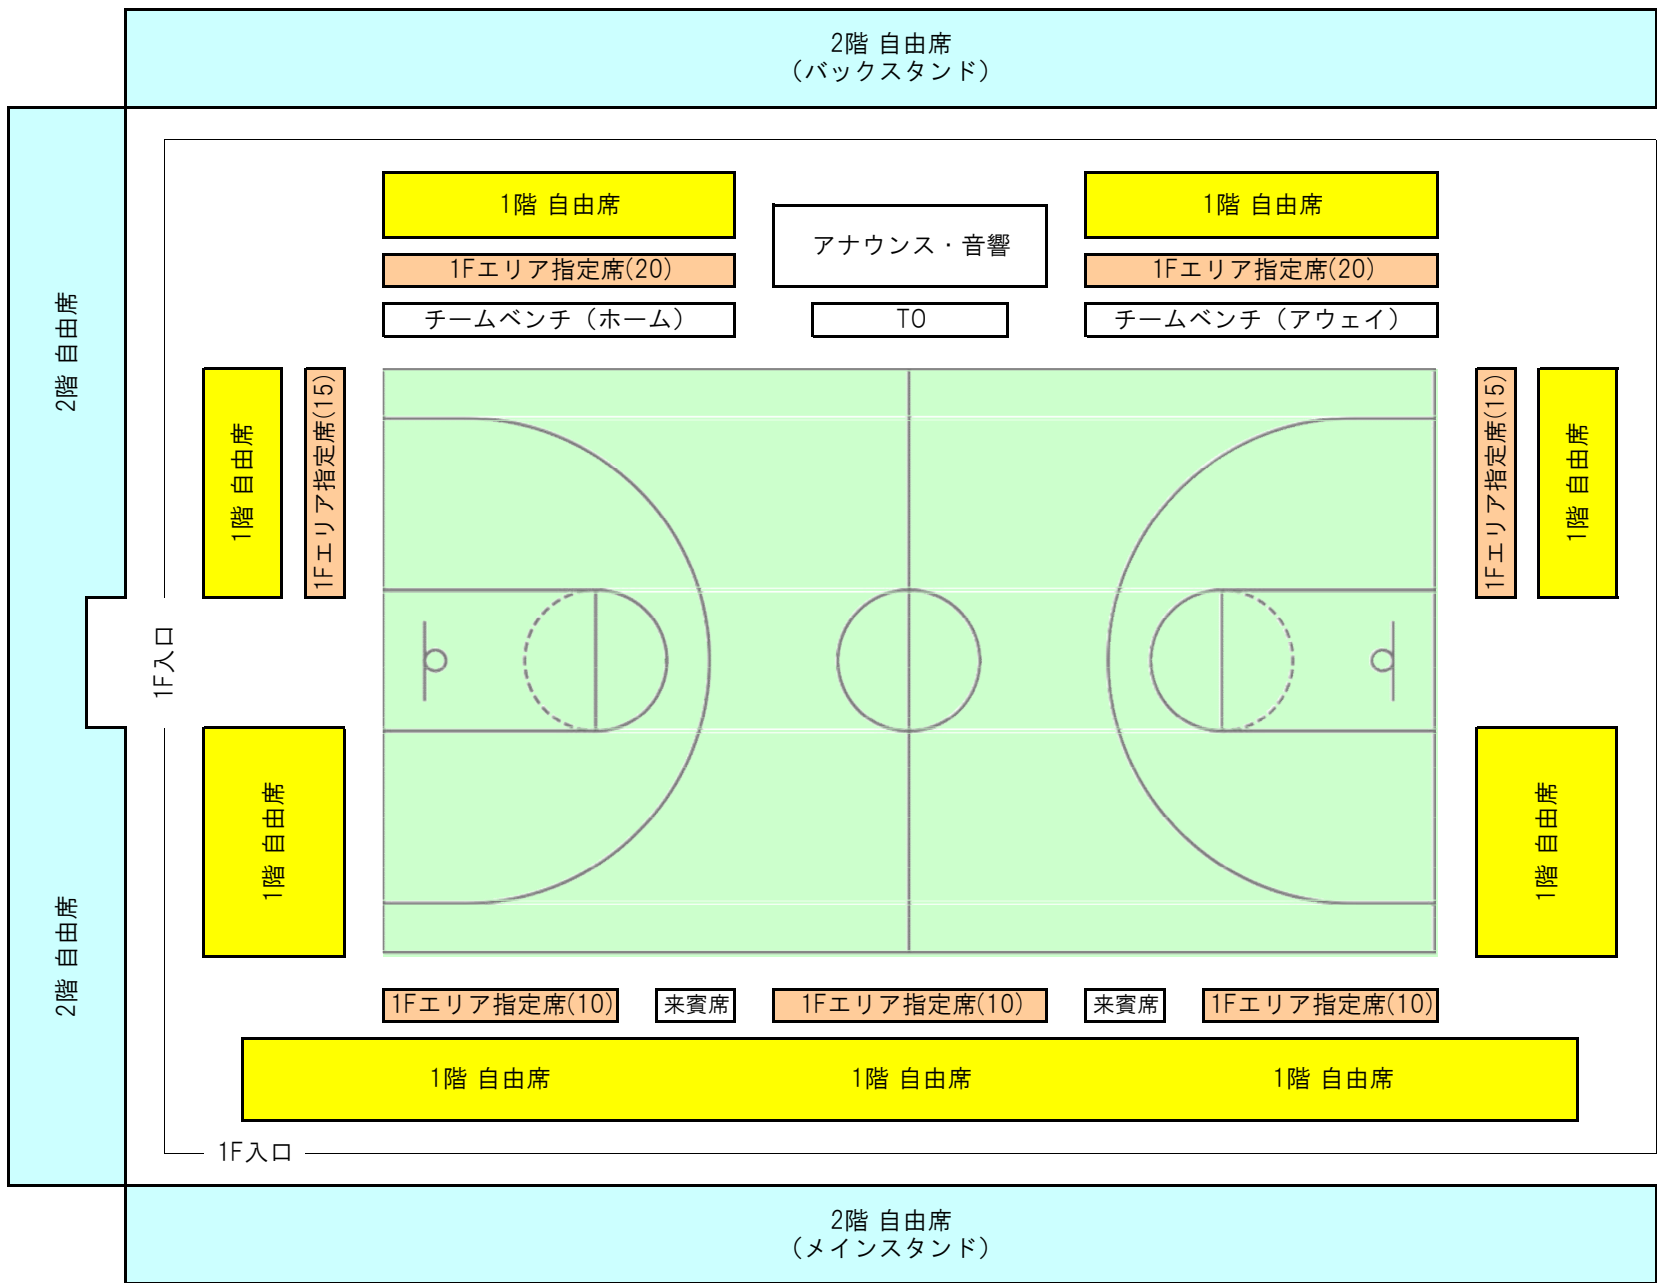 2階 自由席
（バックスタンド）
1階 自由席
1階 自由席
アナウンス・音響
1Fエリア指定席(20)
1Fエリア指定席(20)
チームベンチ（ホーム）
TO
チームベンチ（アウェイ）
2階 自由席
1階 自由席
1Fエリア指定席(15)
1Fエリア指定席(15)
1階 自由席
1F入口
2階 自由席
1階 自由席
1階 自由席
1Fエリア指定席(10)
来賓席
1Fエリア指定席(10)
来賓席
1Fエリア指定席(10)
1階 自由席
1階 自由席
1階 自由席
1F入口
2階 自由席
（メインスタンド）